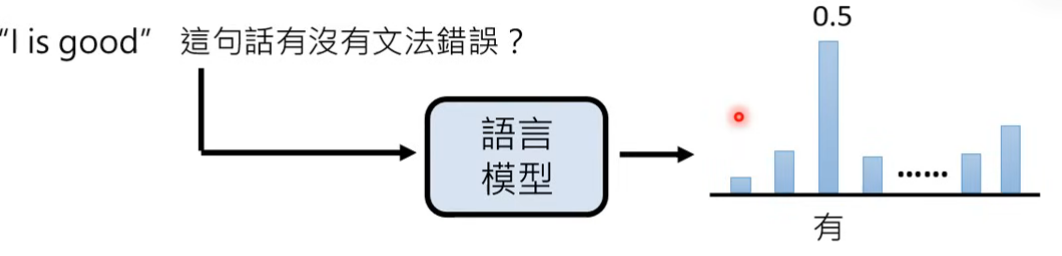 “I is good” 這句話有沒有文法錯誤？
語言
模型
0.5
......
有